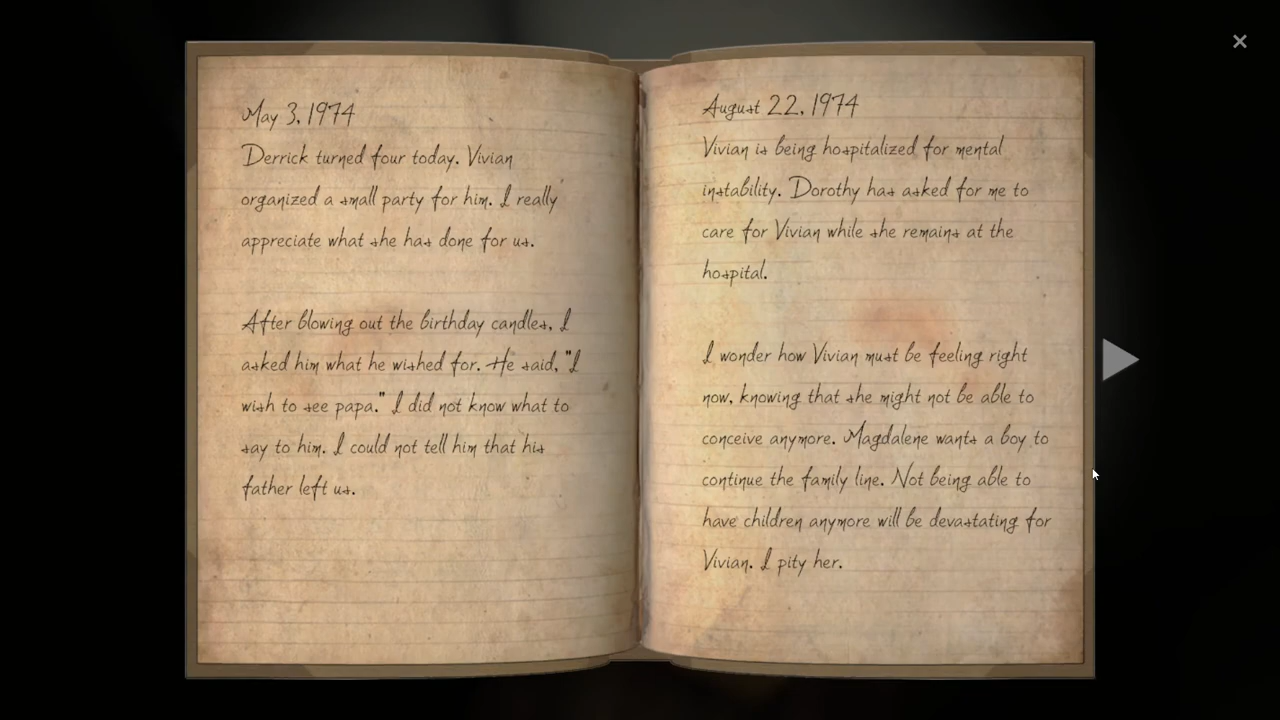 May 3, 1974
Derrick turned four today. Vivian
organized a small party for him. I really
appreciate what she has done for us.
After blowing out the birthday candles, I
asked him what he wished for. He said, "I
wish to see papa." I did not know what to
say to him. I could not tell him that his
father left us.
August 22, 1974
Vivian is being hospitalized for mental
instability. Dorothy has asked for me to
care for Vivian while she remains at the
hospital.
I wonder how Vivian must be feeling right
now, knowing that she might not be able to
conceive anymore. Magdalene wants a boy to
continue the family line. Not being able to
have children anymore will be devastating for
Vivian. I pity her.